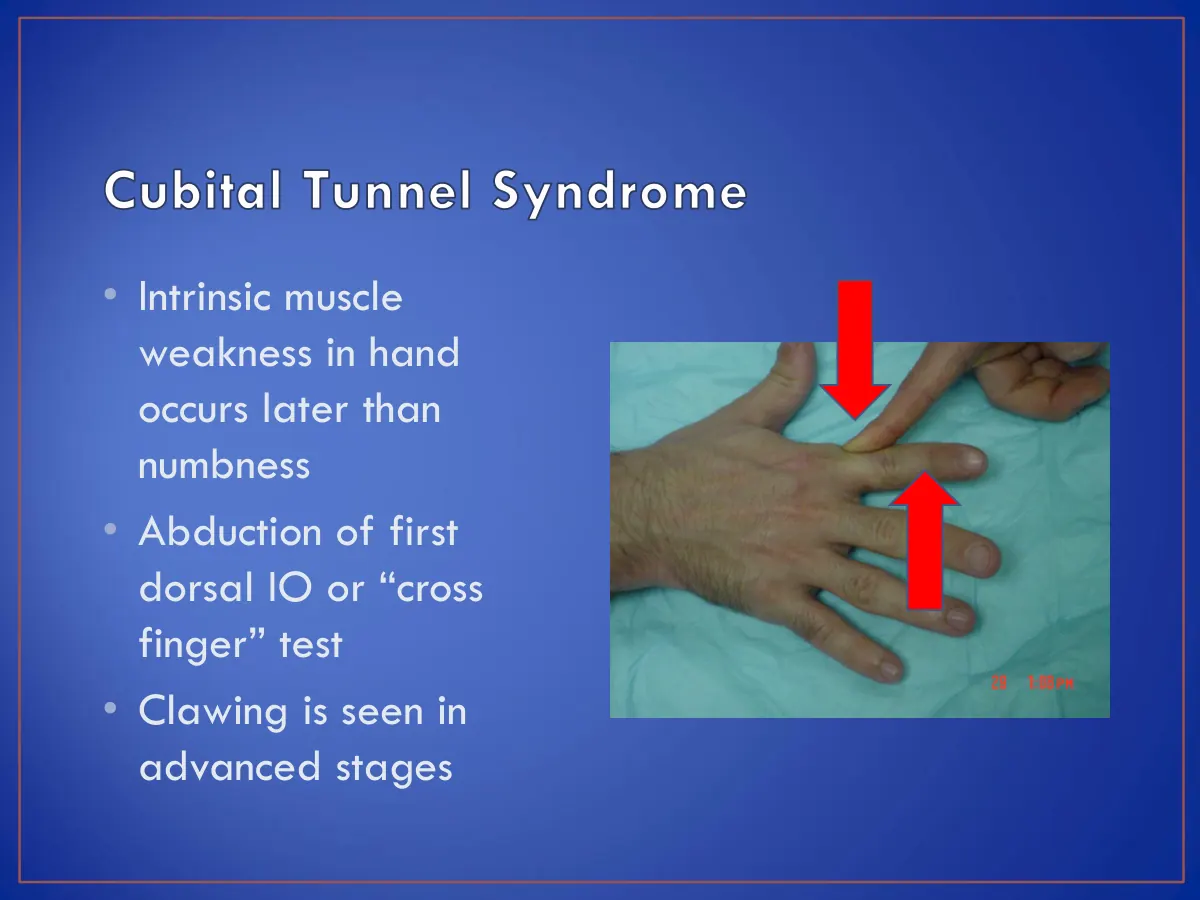 Cubital Tunnel Syndrome
• Intrinsic muscle
weakness in hand
occurs later than
numbness
• Abduction of first
dorsal IO or “cross
finger” test
• Clawing is seen in
advanced stages